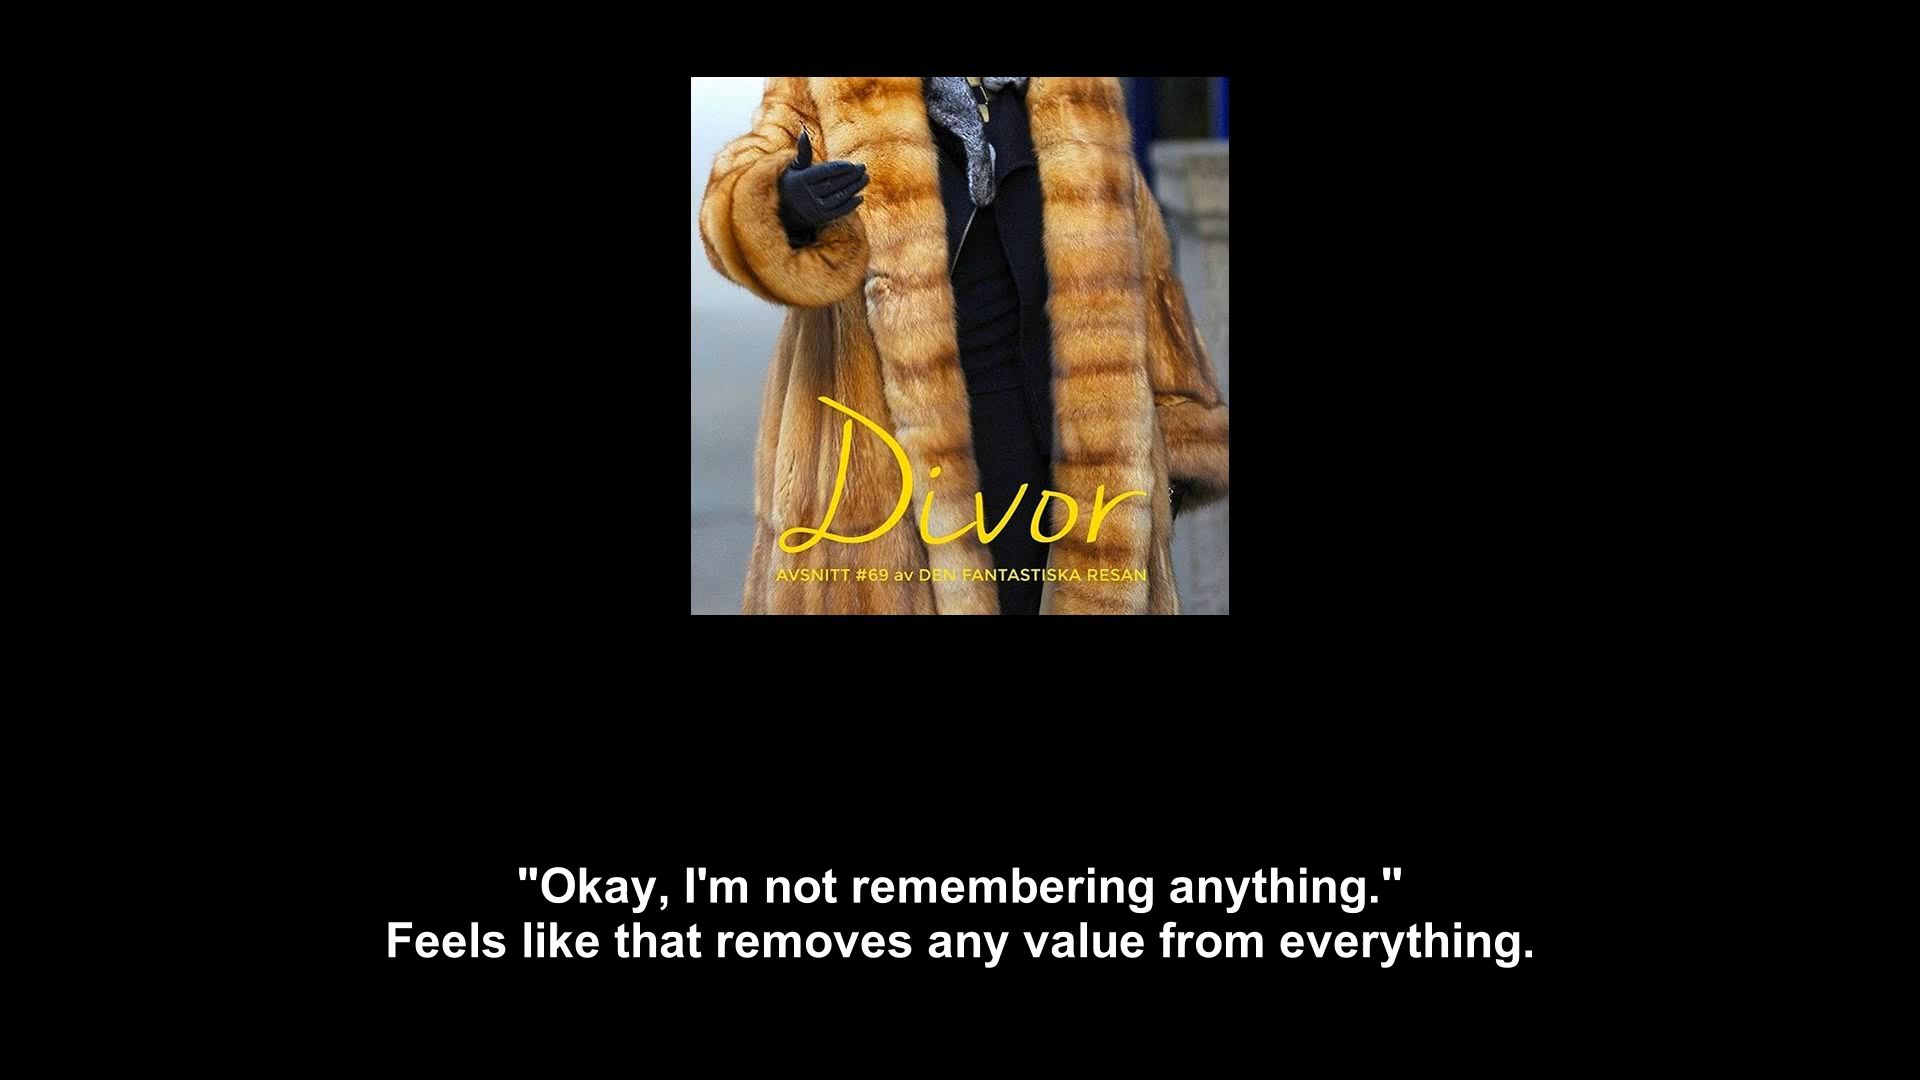 Divor
AVSNITT #69 av DEN FANTASTISKA RESAN
"Okay, I'm not remembering anything."
Feels like that removes any value from everything.